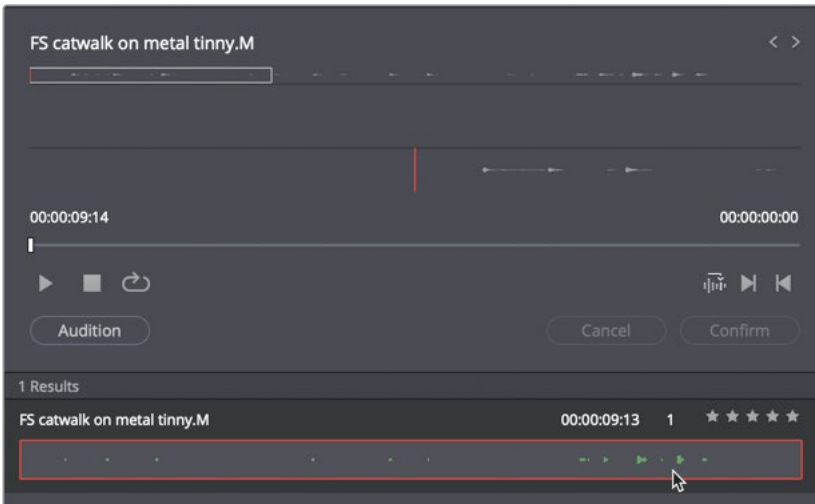 FS catwalk on metal tinny.M
00:00:09:14 00:00:00:00
Audition Cancel Confirm
1 Results
FS catwalk on metal tinny.M 00:00:09:13 1